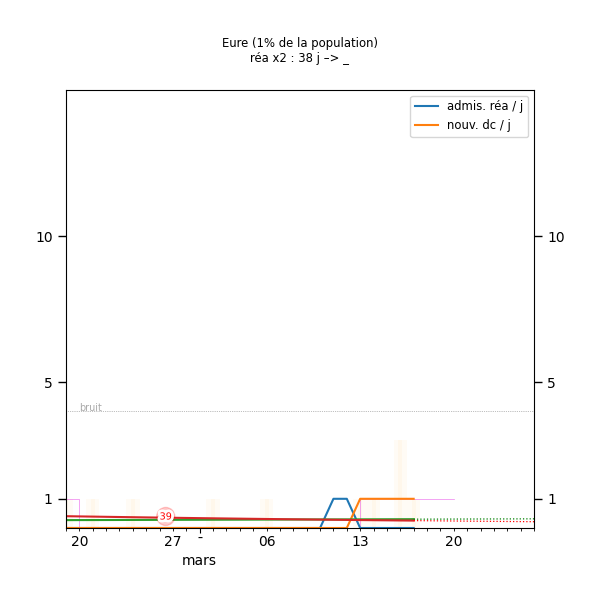 Eure (1% de la population)
réa x2 : 38 j –> _
admis. réa / j
nouv. dc / j
10 10
5 5
bruit
1 1
39
20 27 - 06 13 20
mars